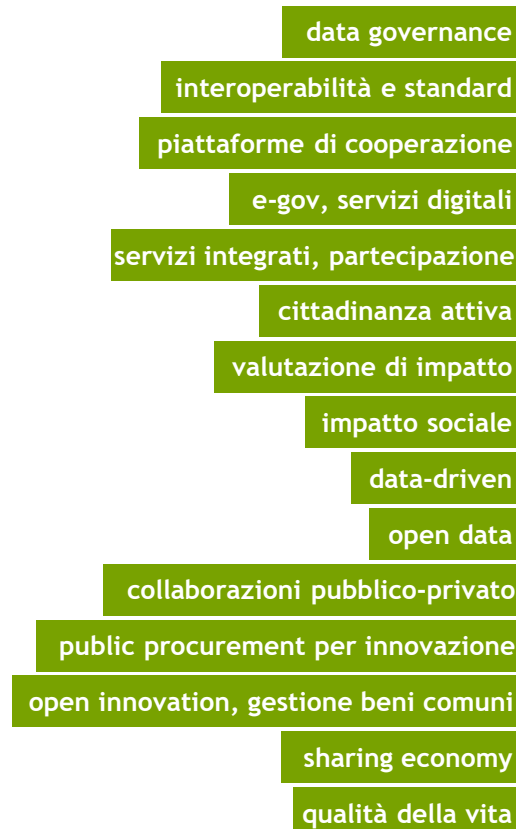 data governance
interoperabilità e standard
piattaforme di cooperazione
e-gov, servizi digitali
servizi integrati, partecipazione
cittadinanza attiva
valutazione di impatto
impatto sociale
data-driven
open data
collaborazioni pubblico-privato
public procurement per innovazione
open innovation, gestione beni comuni
sharing economy
qualità della vita